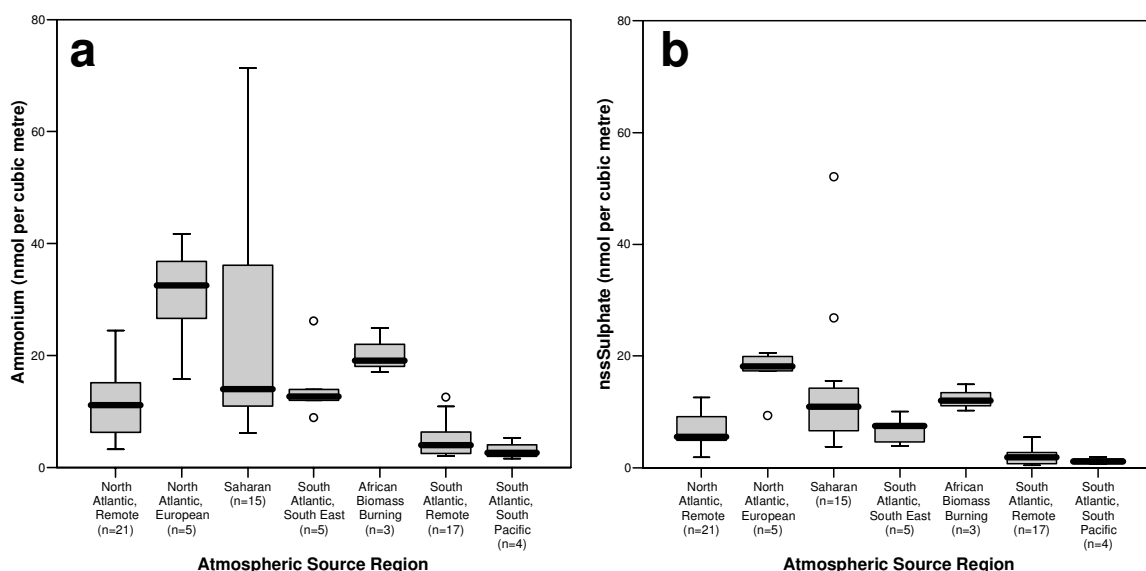 a
Ammonium (nmol per cubic metre)
80
60
40
20
0
North
Atlantic,
Remote
(n=21)
North
Atlantic,
European
(n=5)
Saharan
(n=15)
South
Atlantic,
South East
(n=5)
African
Biomass
Burning
(n=3)
South
Atlantic,
Remote
(n=17)
South
Atlantic,
South
Pacific
(n=4)
Atmospheric Source Region
b
nssSulphate (nmol per cubic metre)
80
60
40
20
0
North
Atlantic,
Remote
(n=21)
North
Atlantic,
European
(n=5)
Saharan
(n=15)
South
Atlantic,
South East
(n=5)
African
Biomass
Burning
(n=3)
South
Atlantic,
Remote
(n=17)
South
Atlantic,
South
Pacific
(n=4)
Atmospheric Source Region